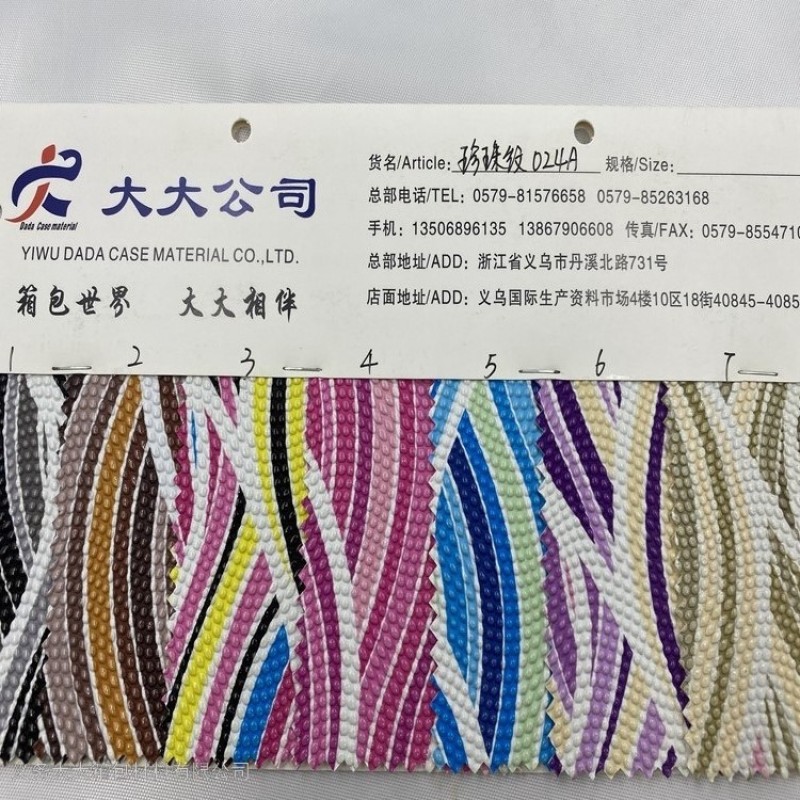 货名/Article: 珍珠纹 024A 规格/Size:
大大公司
Dada Case material
总部电话/TEL: 0579-81576658 0579-85263168
手机: 13506896135 13867906608 传真/FAX: 0579-8554710
YIWU DADA CASE MATERIAL CO.,LTD.
总部地址/ADD: 浙江省义乌市丹溪北路731号
箱包世界 大大相伴
店面地址/ADD: 义乌国际生产资料市场4楼10区18街40845-4085
1 2 3 4 5 6 7